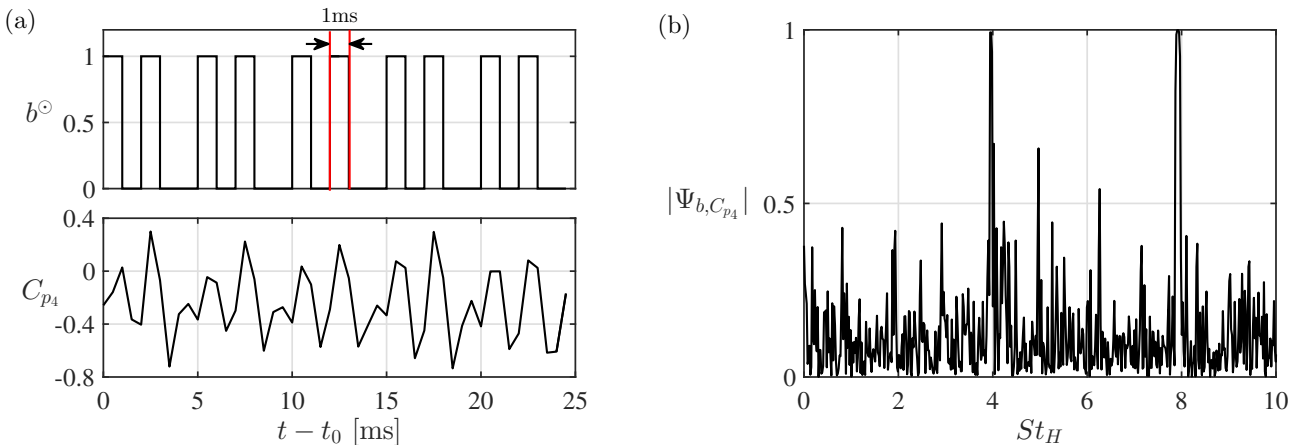 (a)
1ms
1
0.5
0
b⊙
0.4
0
-0.4
-0.8
C_{p_4}
0 5 10 15 20 25
t − t_0 [ms]
(b)
1
0.5
0
|Ψ_{b,C_{p_4}}|
0 2 4 6 8 10
St_H